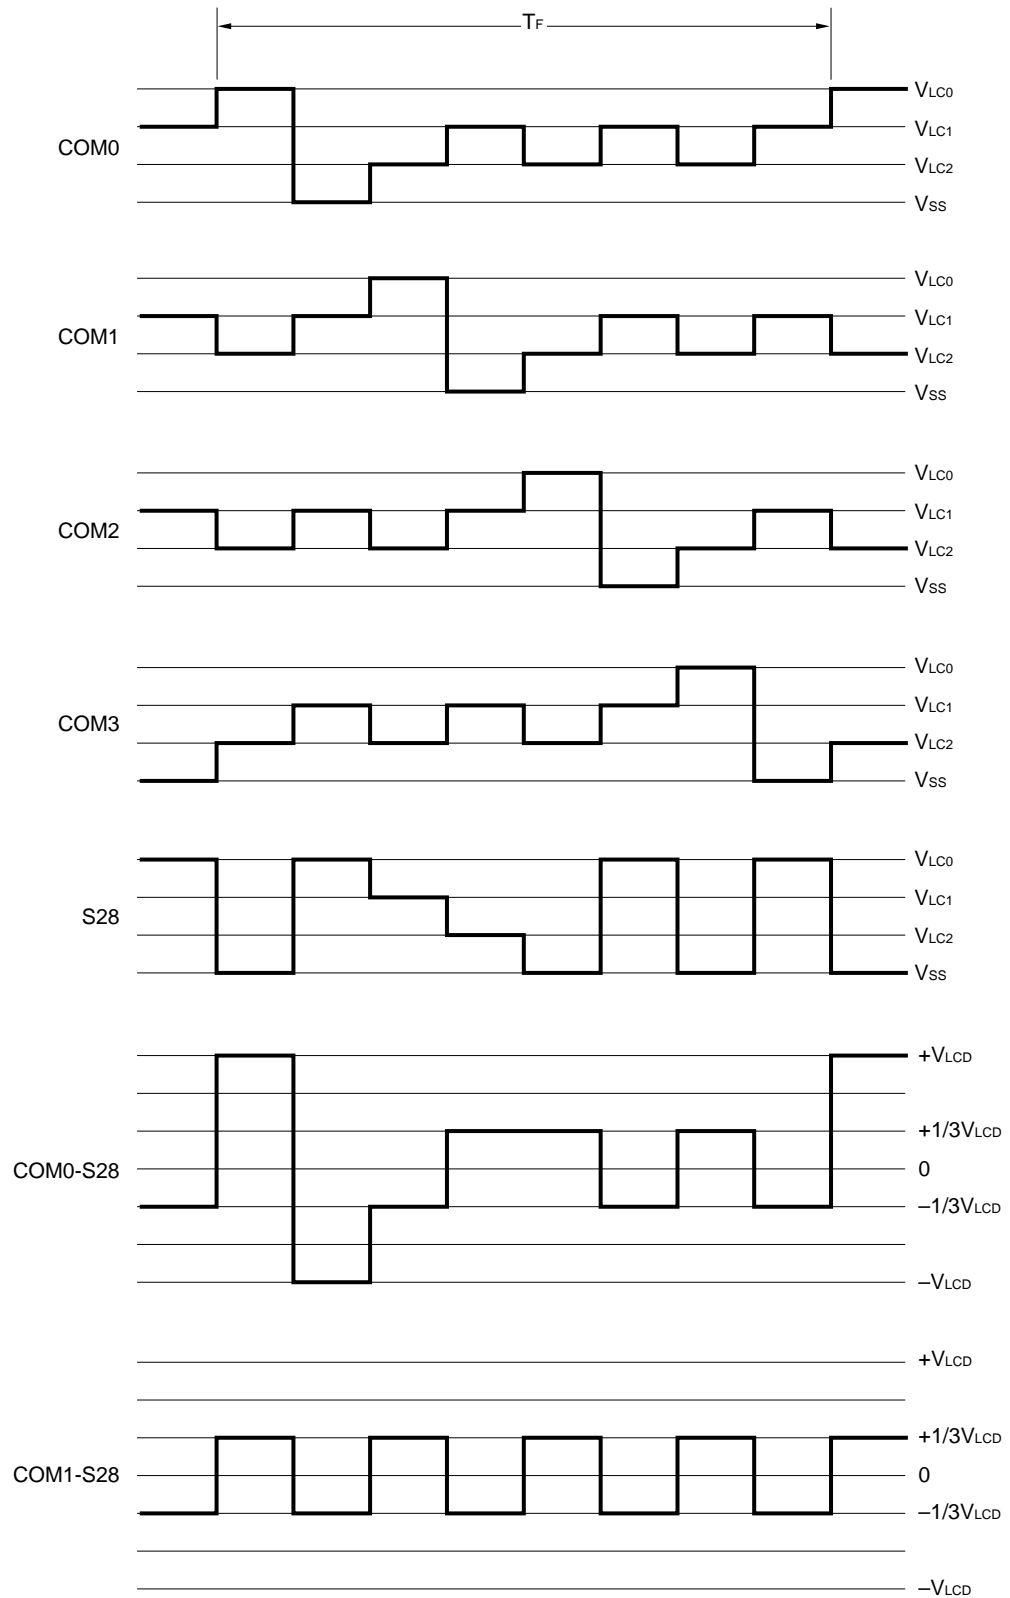 TF
VLC0
VLC1
COM0
VLC2
VSS
VLC0
VLC1
COM1
VLC2
VSS
VLC0
VLC1
COM2
VLC2
VSS
VLC0
VLC1
COM3
VLC2
VSS
VLC0
VLC1
S28
VLC2
VSS
+VLCD
+1/3VLCD
COM0-S28
0
–1/3VLCD
–VLCD
+VLCD
+1/3VLCD
COM1-S28
0
–1/3VLCD
–VLCD